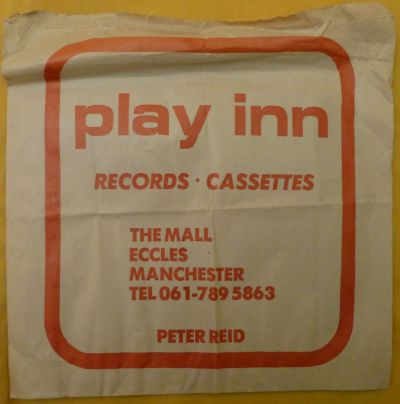 play inn
RECORDS · CASSETTES
THE MALL
ECCLES
MANCHESTER
TEL 061-789 5863
PETER REID